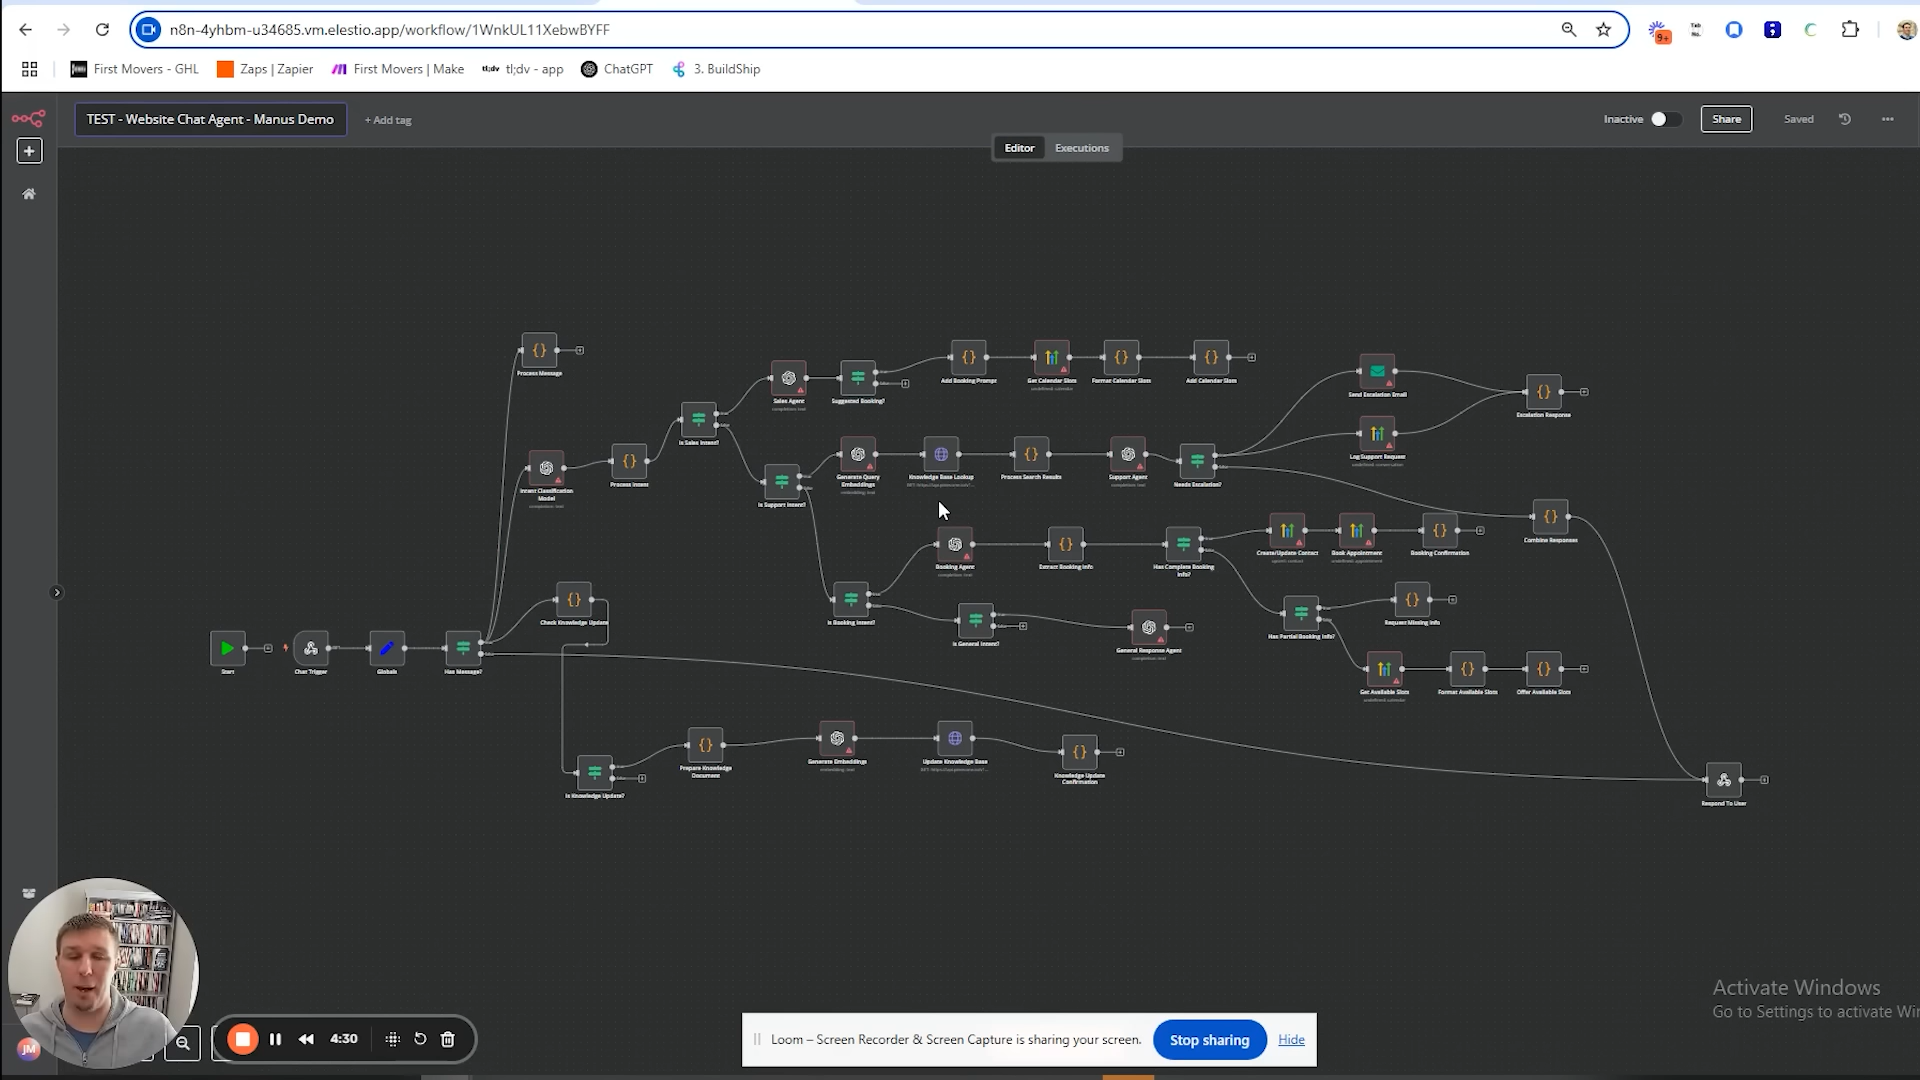 n8n-4yhbm-u34685.vm.elestio.app/workflow/1WnkUL11XebwBYFF
9+
First Movers - GHL
Zaps | Zapier
First Movers | Make
tl;dv tl;dv - app
ChatGPT
3. BuildShip
TEST - Website Chat Agent - Manus Demo
+ Add tag
Inactive
Share
Saved
Editor
Executions
Process Message
Sales Agent
Suggested Booking?
Add Booking Prompt
Get Calendar Slots
Format Calendar Slots
Add Calendar Slots
Send Escalation Email
Escalation Response
Is Sales Intent?
Log Support Request
Intent Classification
Model
Process Intent
Is Support Intent?
Generate Query
Embeddings
Knowledge Base Lookup
Process Search Results
Support Agent
Needs Escalation?
Combine Responses
Booking Agent
Extract Booking Info
Has Complete Booking
Info?
Create/Update Contact
Book Appointment
Booking Confirmation
Check Knowledge Update
Is Booking Intent?
Is General Intent?
General Response Agent
Has Partial Booking Info?
Request Missing Info
Start
Chat Trigger
Globals
Has Message?
Get Available Slots
Format Available Slots
Offer Available Slots
Is Knowledge Update?
Prepare Knowledge
Document
Generate Embeddings
Update Knowledge Base
Knowledge Update
Confirmation
Respond To User
Activate Windows
Go to Settings to activate Win
JM
4:30
Loom – Screen Recorder & Screen Capture is sharing your screen.
Stop sharing
Hide